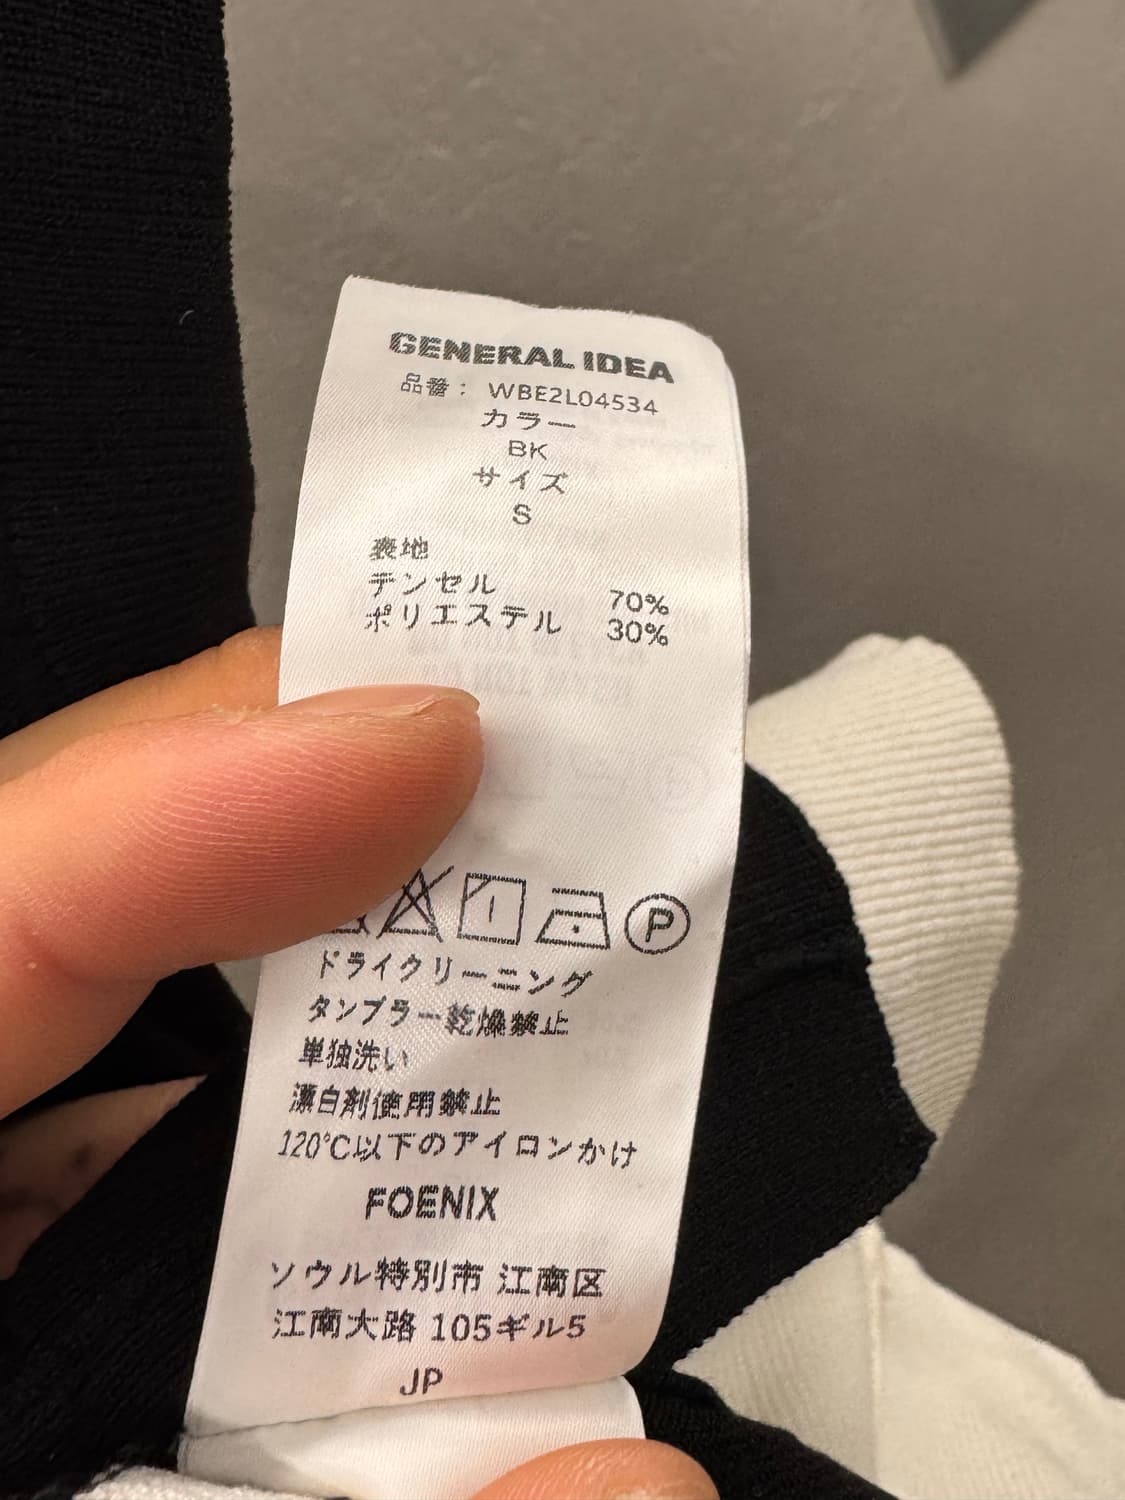 GENERAL IDEA
品番： WBE2L04534
カラー
BK
サイズ
S
表地
テンセル 70%
ポリエステル 30%
P
ドライクリーニング
タンブラー乾燥禁止
単独洗い
漂白剤使用禁止
120℃以下のアイロンかけ
FOENIX
ソウル特別市 江南区
江南大路 105ギル5
JP